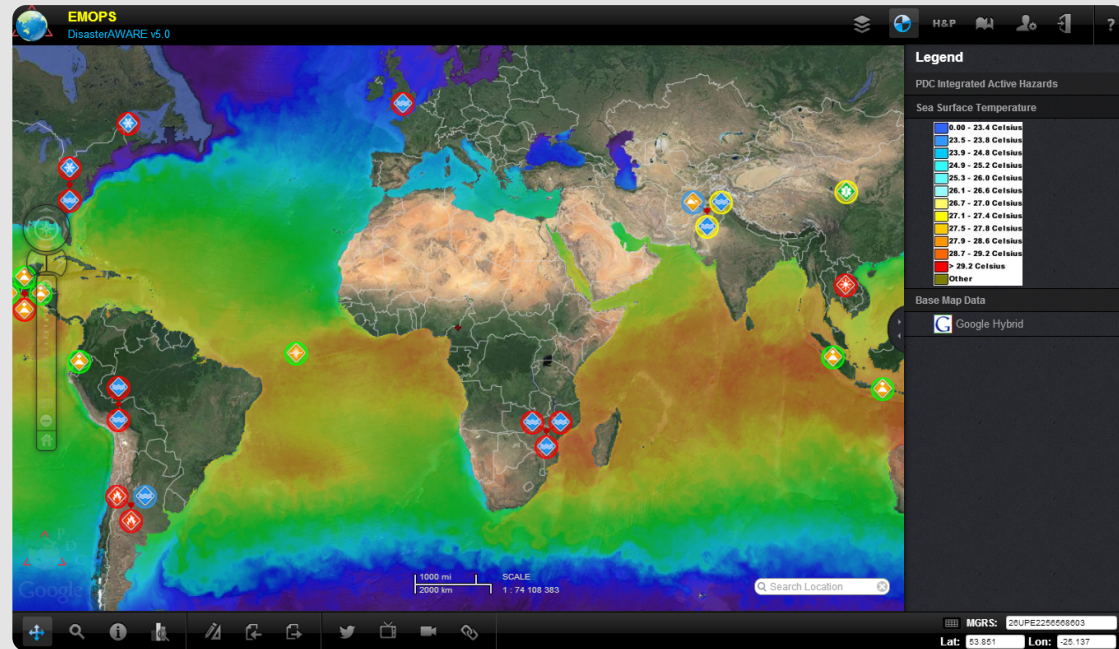 EMOPS
DisasterAWARE v5.0
H&P
?
Legend
PDC Integrated Active Hazards
Sea Surface Temperature
0.00 - 23.4 Celsius
23.5 - 23.8 Celsius
23.9 - 24.8 Celsius
24.9 - 25.2 Celsius
25.3 - 26.0 Celsius
26.1 - 26.6 Celsius
26.7 - 27.0 Celsius
27.1 - 27.4 Celsius
27.5 - 27.8 Celsius
27.9 - 28.6 Celsius
28.7 - 29.2 Celsius
> 29.2 Celsius
Other
Base Map Data
G Google Hybrid
P
D
C
Google
1000 mi
2000 km
SCALE
1 : 74 108 383
Search Location
MGRS: 26UPE2256568603
Lat: 53.851 Lon: -25.137